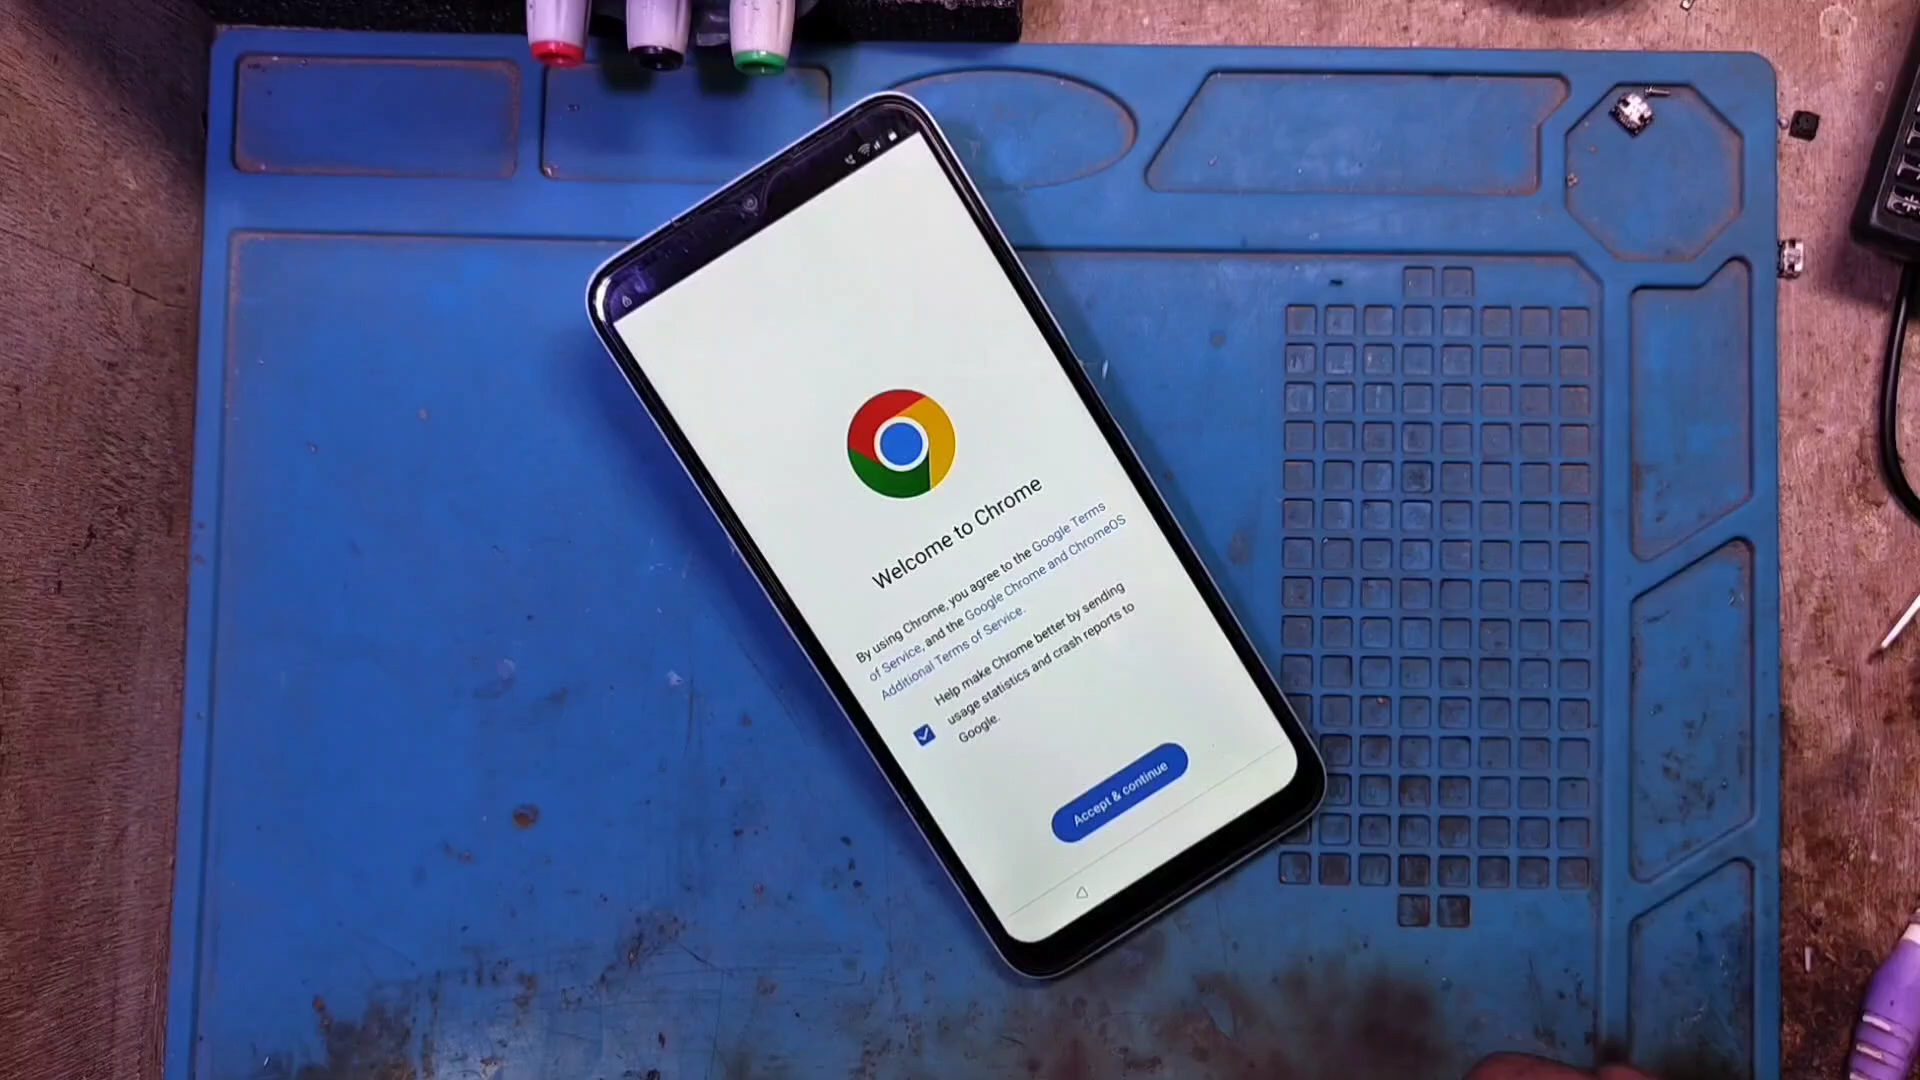 Welcome to Chrome
By using Chrome, you agree to the Google Terms
of Service, and the Google Chrome and ChromeOS
Additional Terms of Service.
Help make Chrome better by sending
usage statistics and crash reports to
Google.
Accept & continue